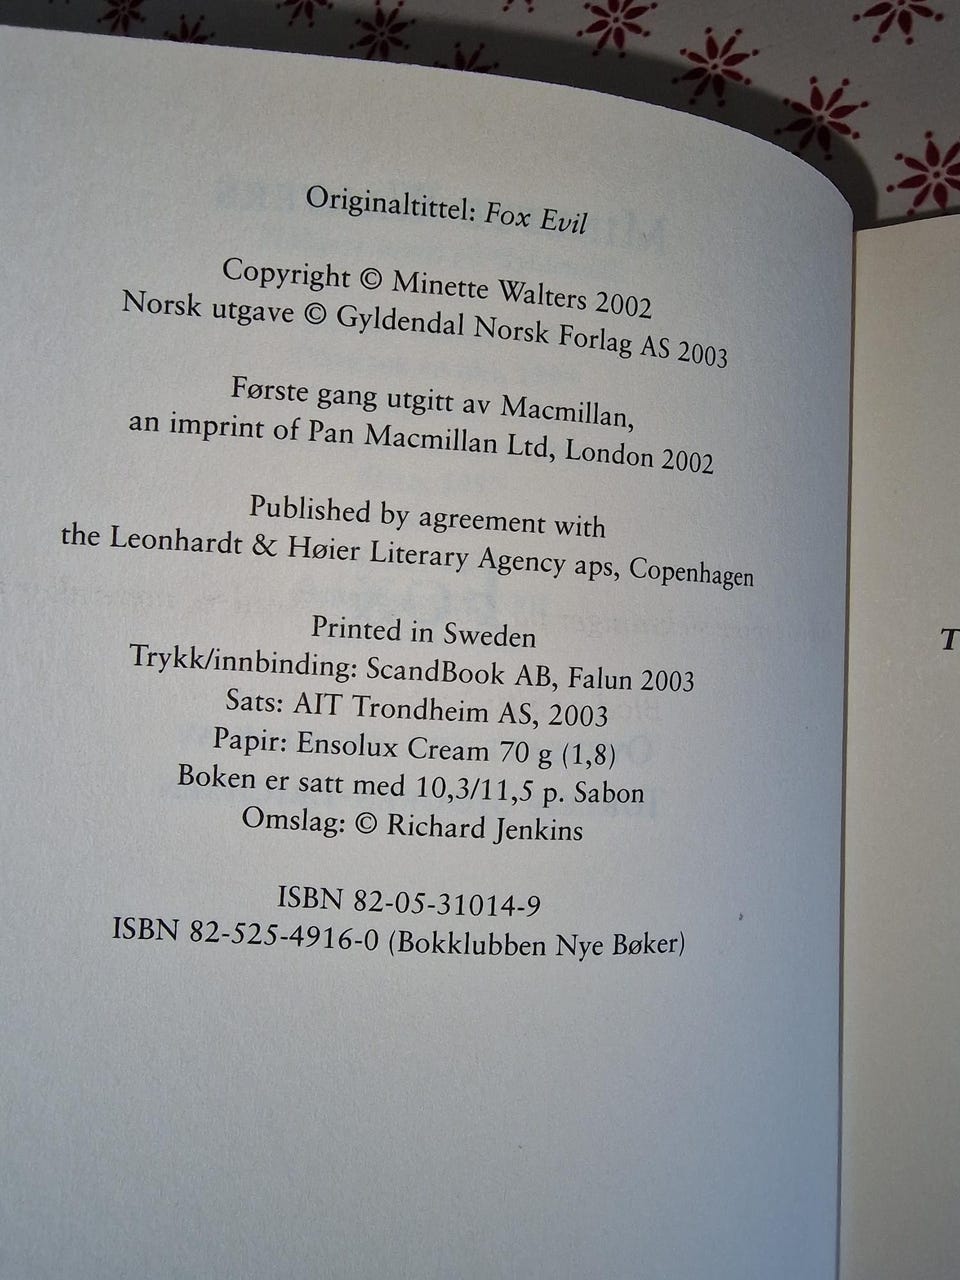 Originaltittel: Fox Evil
Copyright © Minette Walters 2002
Norsk utgave © Gyldendal Norsk Forlag AS 2003
Første gang utgitt av Macmillan,
an imprint of Pan Macmillan Ltd, London 2002
Published by agreement with
the Leonhardt & Høier Literary Agency aps, Copenhagen
Printed in Sweden
Trykk/innbinding: ScandBook AB, Falun 2003
Sats: AIT Trondheim AS, 2003
Papir: Ensolux Cream 70 g (1,8)
Boken er satt med 10,3/11,5 p. Sabon
Omslag: © Richard Jenkins
ISBN 82-05-31014-9
ISBN 82-525-4916-0 (Bokklubben Nye Bøker)